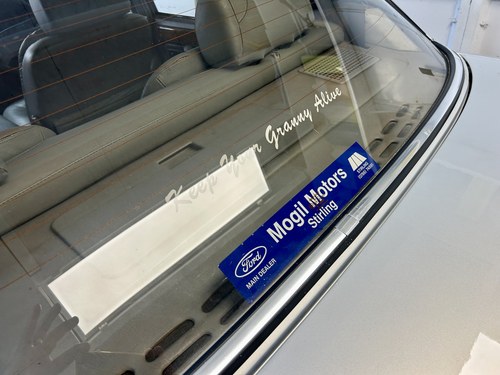 Keep Your Granny Alive
Ford
MAIN DEALER
Mogil Motors
Stirling